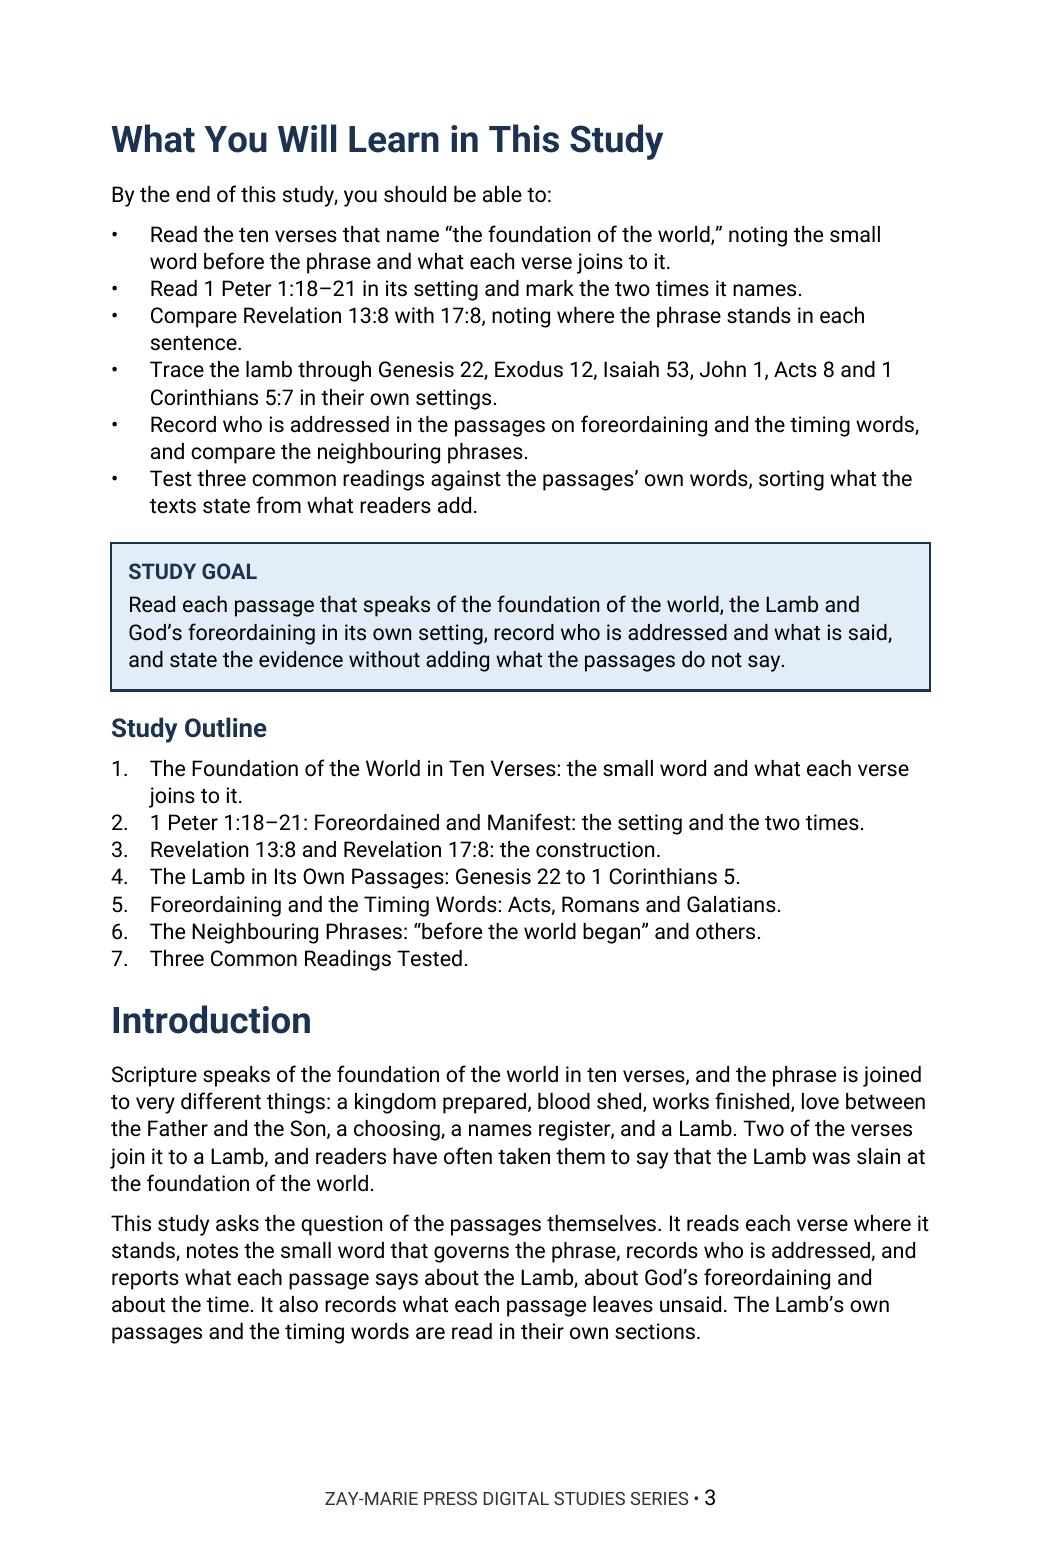 What You Will Learn in This Study
By the end of this study, you should be able to:
• Read the ten verses that name “the foundation of the world,” noting the small
word before the phrase and what each verse joins to it.
• Read 1 Peter 1:18–21 in its setting and mark the two times it names.
• Compare Revelation 13:8 with 17:8, noting where the phrase stands in each
sentence.
• Trace the lamb through Genesis 22, Exodus 12, Isaiah 53, John 1, Acts 8 and 1
Corinthians 5:7 in their own settings.
• Record who is addressed in the passages on foreordaining and the timing words,
and compare the neighbouring phrases.
• Test three common readings against the passages’ own words, sorting what the
texts state from what readers add.
STUDY GOAL
Read each passage that speaks of the foundation of the world, the Lamb and
God’s foreordaining in its own setting, record who is addressed and what is said,
and state the evidence without adding what the passages do not say.
Study Outline
1. The Foundation of the World in Ten Verses: the small word and what each verse
joins to it.
2. 1 Peter 1:18–21: Foreordained and Manifest: the setting and the two times.
3. Revelation 13:8 and Revelation 17:8: the construction.
4. The Lamb in Its Own Passages: Genesis 22 to 1 Corinthians 5.
5. Foreordaining and the Timing Words: Acts, Romans and Galatians.
6. The Neighbouring Phrases: “before the world began” and others.
7. Three Common Readings Tested.
Introduction
Scripture speaks of the foundation of the world in ten verses, and the phrase is joined
to very different things: a kingdom prepared, blood shed, works finished, love between
the Father and the Son, a choosing, a names register, and a Lamb. Two of the verses
join it to a Lamb, and readers have often taken them to say that the Lamb was slain at
the foundation of the world.
This study asks the question of the passages themselves. It reads each verse where it
stands, notes the small word that governs the phrase, records who is addressed, and
reports what each passage says about the Lamb, about God’s foreordaining and
about the time. It also records what each passage leaves unsaid. The Lamb’s own
passages and the timing words are read in their own sections.
ZAY-MARIE PRESS DIGITAL STUDIES SERIES • 3